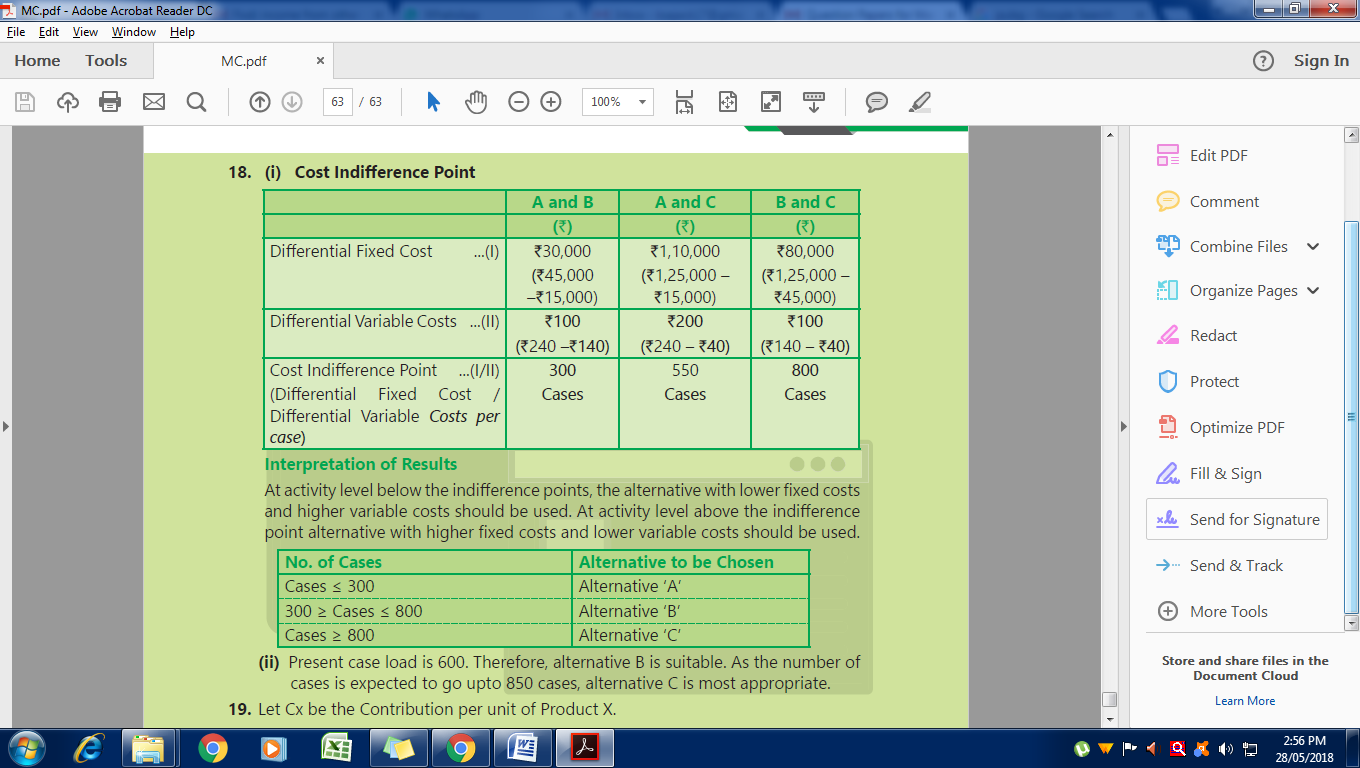 MC.pdf - Adobe Acrobat Reader DC
File Edit View Window Help
Home Tools MC.pdf × Sign In
63 / 63 100%
18. (i) Cost Indifference Point
A and B A and C B and C
(₹) (₹) (₹)
Differential Fixed Cost ...(I) ₹30,000 ₹1,10,000 ₹80,000
(₹45,000 (₹1,25,000 – (₹1,25,000 –
–₹15,000) ₹15,000) ₹45,000)
Differential Variable Costs ...(II) ₹100 ₹200 ₹100
(₹240 –₹140) (₹240 – ₹40) (₹140 – ₹40)
Cost Indifference Point ...(I/II) 300 550 800
(Differential Fixed Cost / Cases Cases Cases
Differential Variable Costs per
case)
Interpretation of Results
At activity level below the indifference points, the alternative with lower fixed costs
and higher variable costs should be used. At activity level above the indifference
point alternative with higher fixed costs and lower variable costs should be used.
No. of Cases Alternative to be Chosen
Cases ≤ 300 Alternative ‘A‘
300 ≥ Cases ≤ 800 Alternative ‘B‘
Cases ≥ 800 Alternative ‘C’
(ii) Present case load is 600. Therefore, alternative B is suitable. As the number of
cases is expected to go upto 850 cases, alternative C is most appropriate.
19. Let Cx be the Contribution per unit of Product X.
Edit PDF
Comment
Combine Files
Organize Pages
Redact
Protect
Optimize PDF
Fill & Sign
Send for Signature
Send & Track
More Tools
Store and share files in the
Document Cloud
Learn More
2:56 PM
28/05/2018